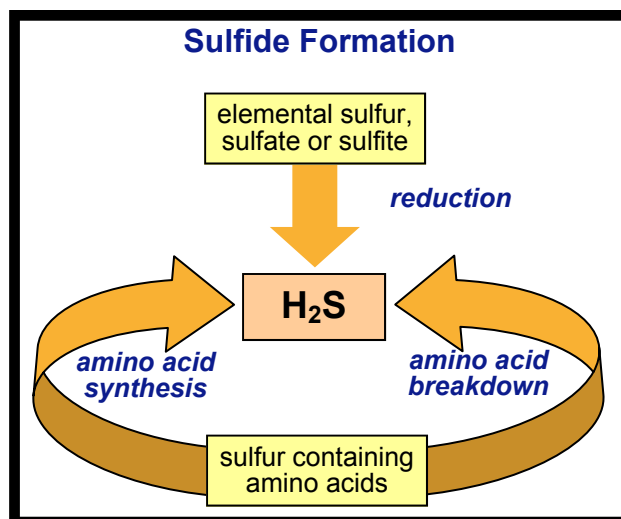 Sulfide Formation
elemental sulfur,
sulfate or sulfite
reduction
H₂S
amino acid
synthesis
amino acid
breakdown
sulfur containing
amino acids